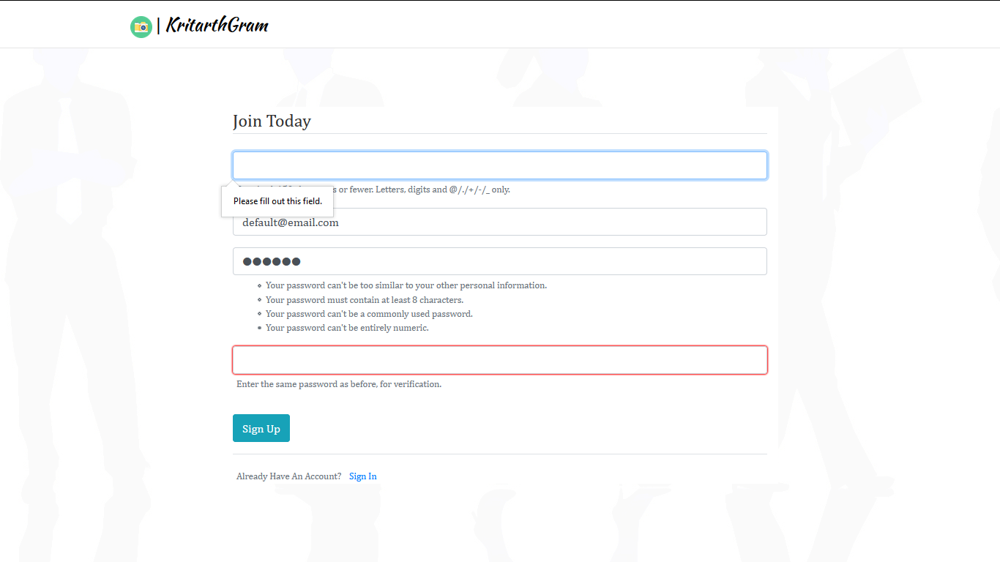 | KritarthGram
Join Today
s or fewer. Letters, digits and @/./+/-/_ only.
Please fill out this field.
default@email.com
●●●●●●
Your password can't be too similar to your other personal information.
Your password must contain at least 8 characters.
Your password can't be a commonly used password.
Your password can't be entirely numeric.
Enter the same password as before, for verification.
Sign Up
Already Have An Account? Sign In